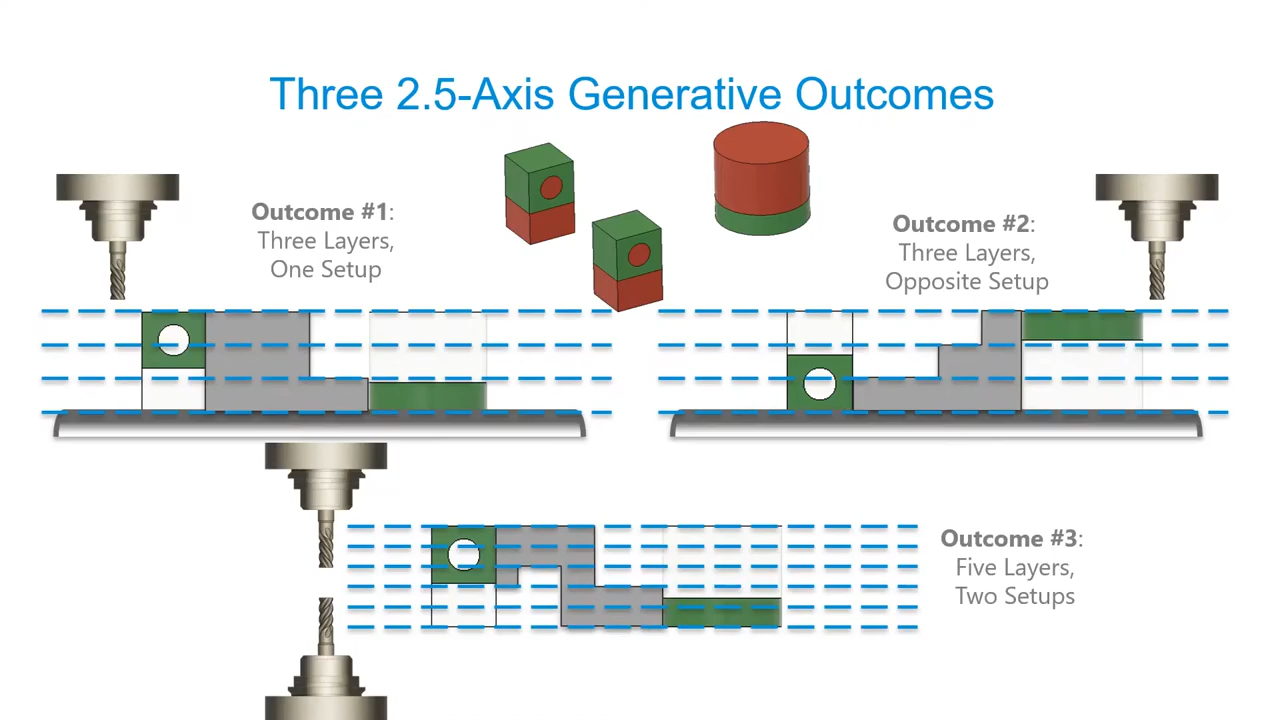 Three 2.5-Axis Generative Outcomes
Outcome #1:
Three Layers,
One Setup
Outcome #2:
Three Layers,
Opposite Setup
Outcome #3:
Five Layers,
Two Setups